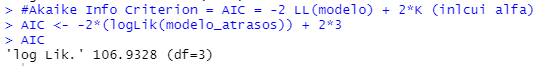 > #Akaike Info Criterion = AIC = -2 LL(modelo) + 2*K (inlcui alfa)
> AIC <- -2*(logLik(modelo_atrasos)) + 2*3
> AIC
'log Lik.' 106.9328 (df=3)